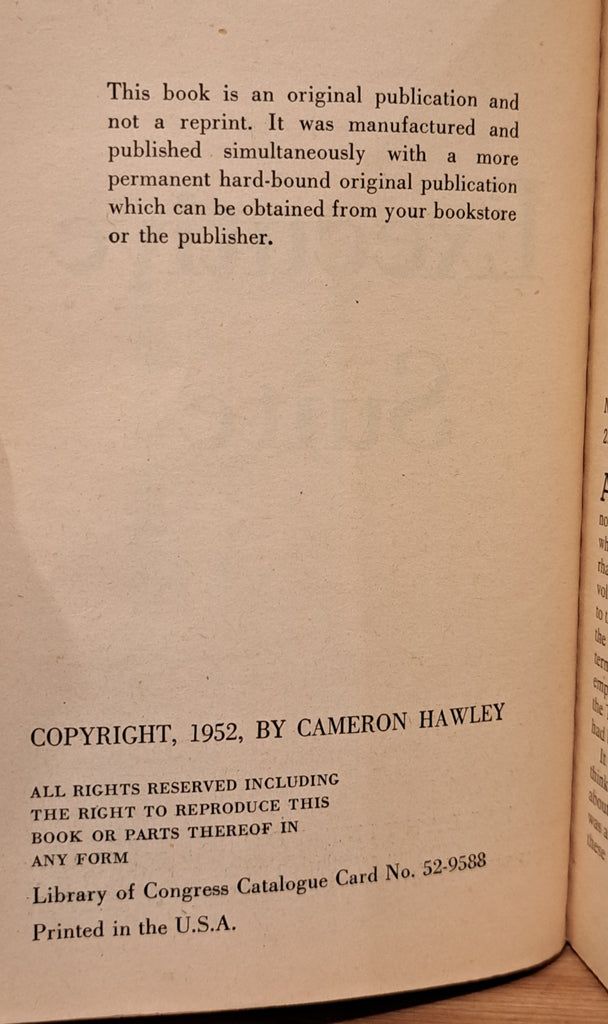 This book is an original publication and
not a reprint. It was manufactured and
published simultaneously with a more
permanent hard-bound original publication
which can be obtained from your bookstore
or the publisher.
COPYRIGHT, 1952, BY CAMERON HAWLEY
ALL RIGHTS RESERVED INCLUDING
THE RIGHT TO REPRODUCE THIS
BOOK OR PARTS THEREOF IN
ANY FORM
Library of Congress Catalogue Card No. 52-9588
Printed in the U.S.A.